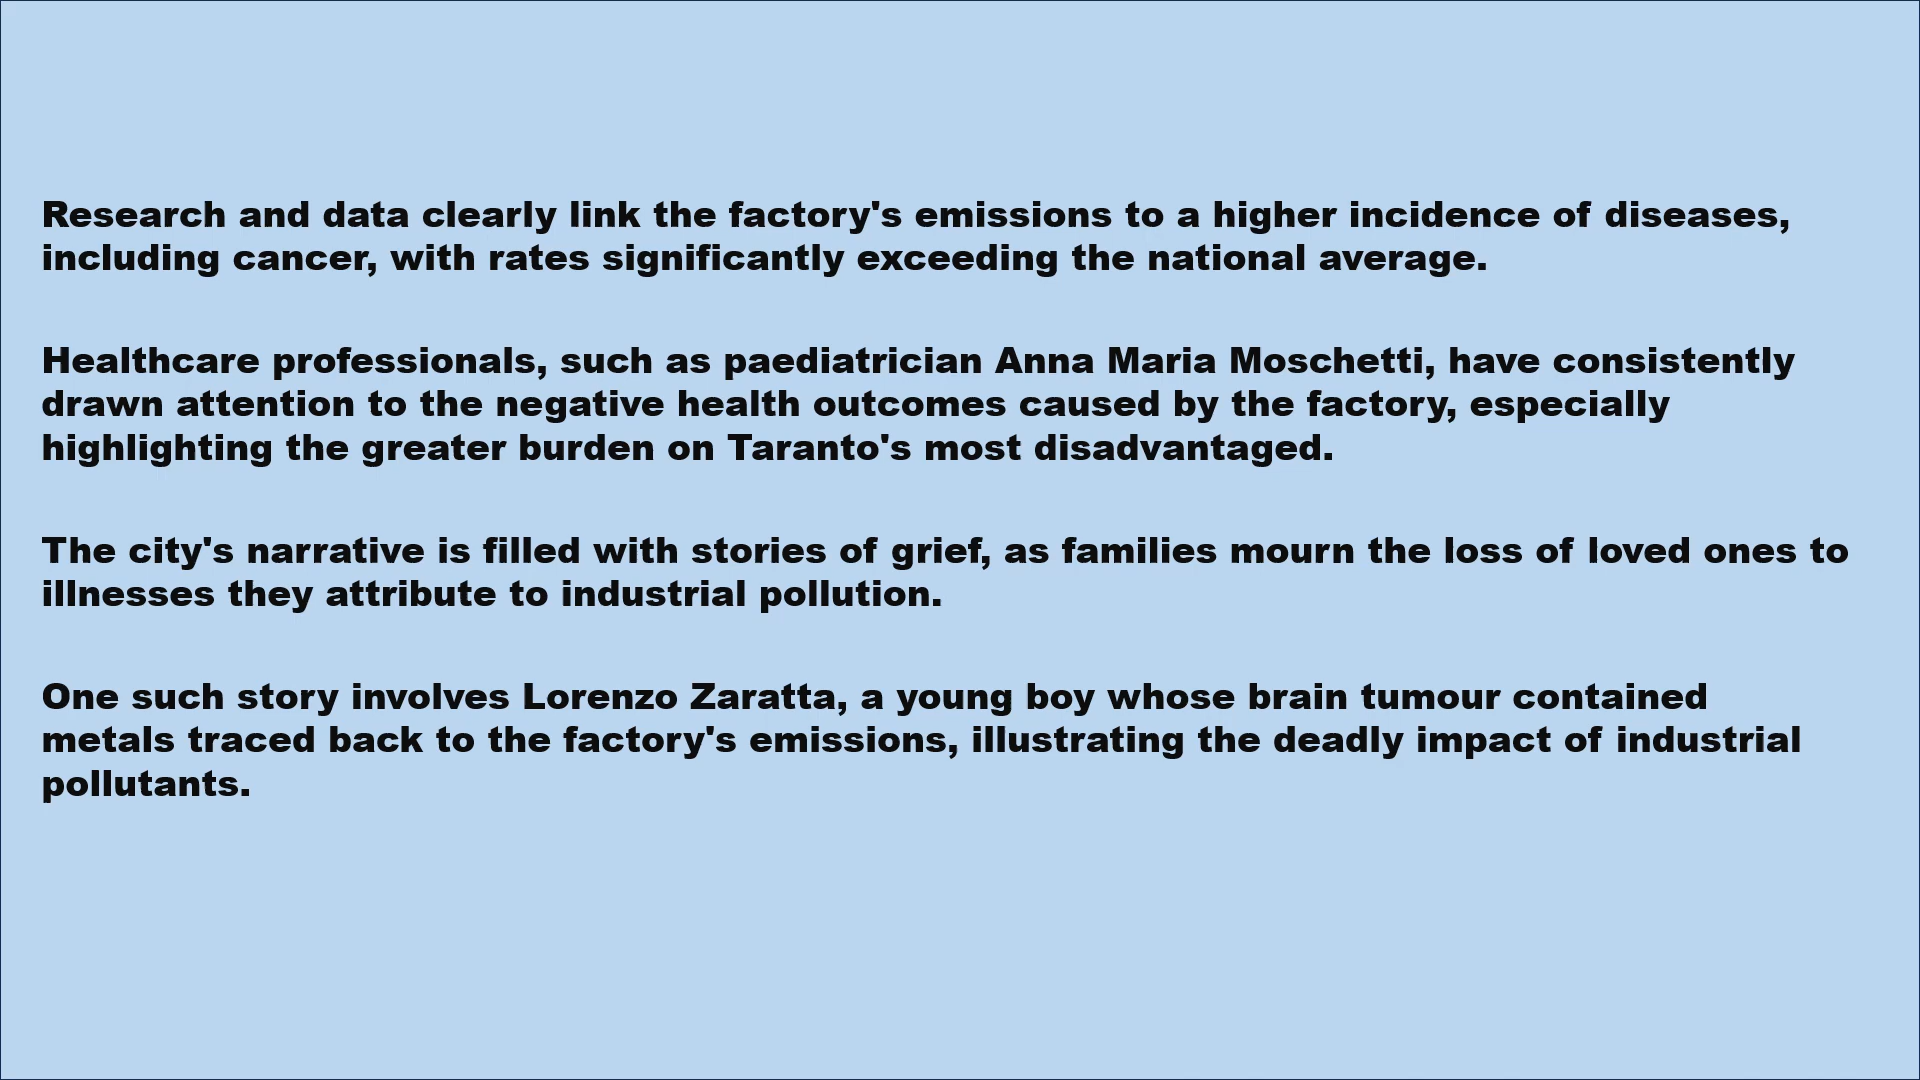 Research and data clearly link the factory's emissions to a higher incidence of diseases,
including cancer, with rates significantly exceeding the national average.
Healthcare professionals, such as paediatrician Anna Maria Moschetti, have consistently
drawn attention to the negative health outcomes caused by the factory, especially
highlighting the greater burden on Taranto's most disadvantaged.
The city's narrative is filled with stories of grief, as families mourn the loss of loved ones to
illnesses they attribute to industrial pollution.
One such story involves Lorenzo Zaratta, a young boy whose brain tumour contained
metals traced back to the factory's emissions, illustrating the deadly impact of industrial
pollutants.